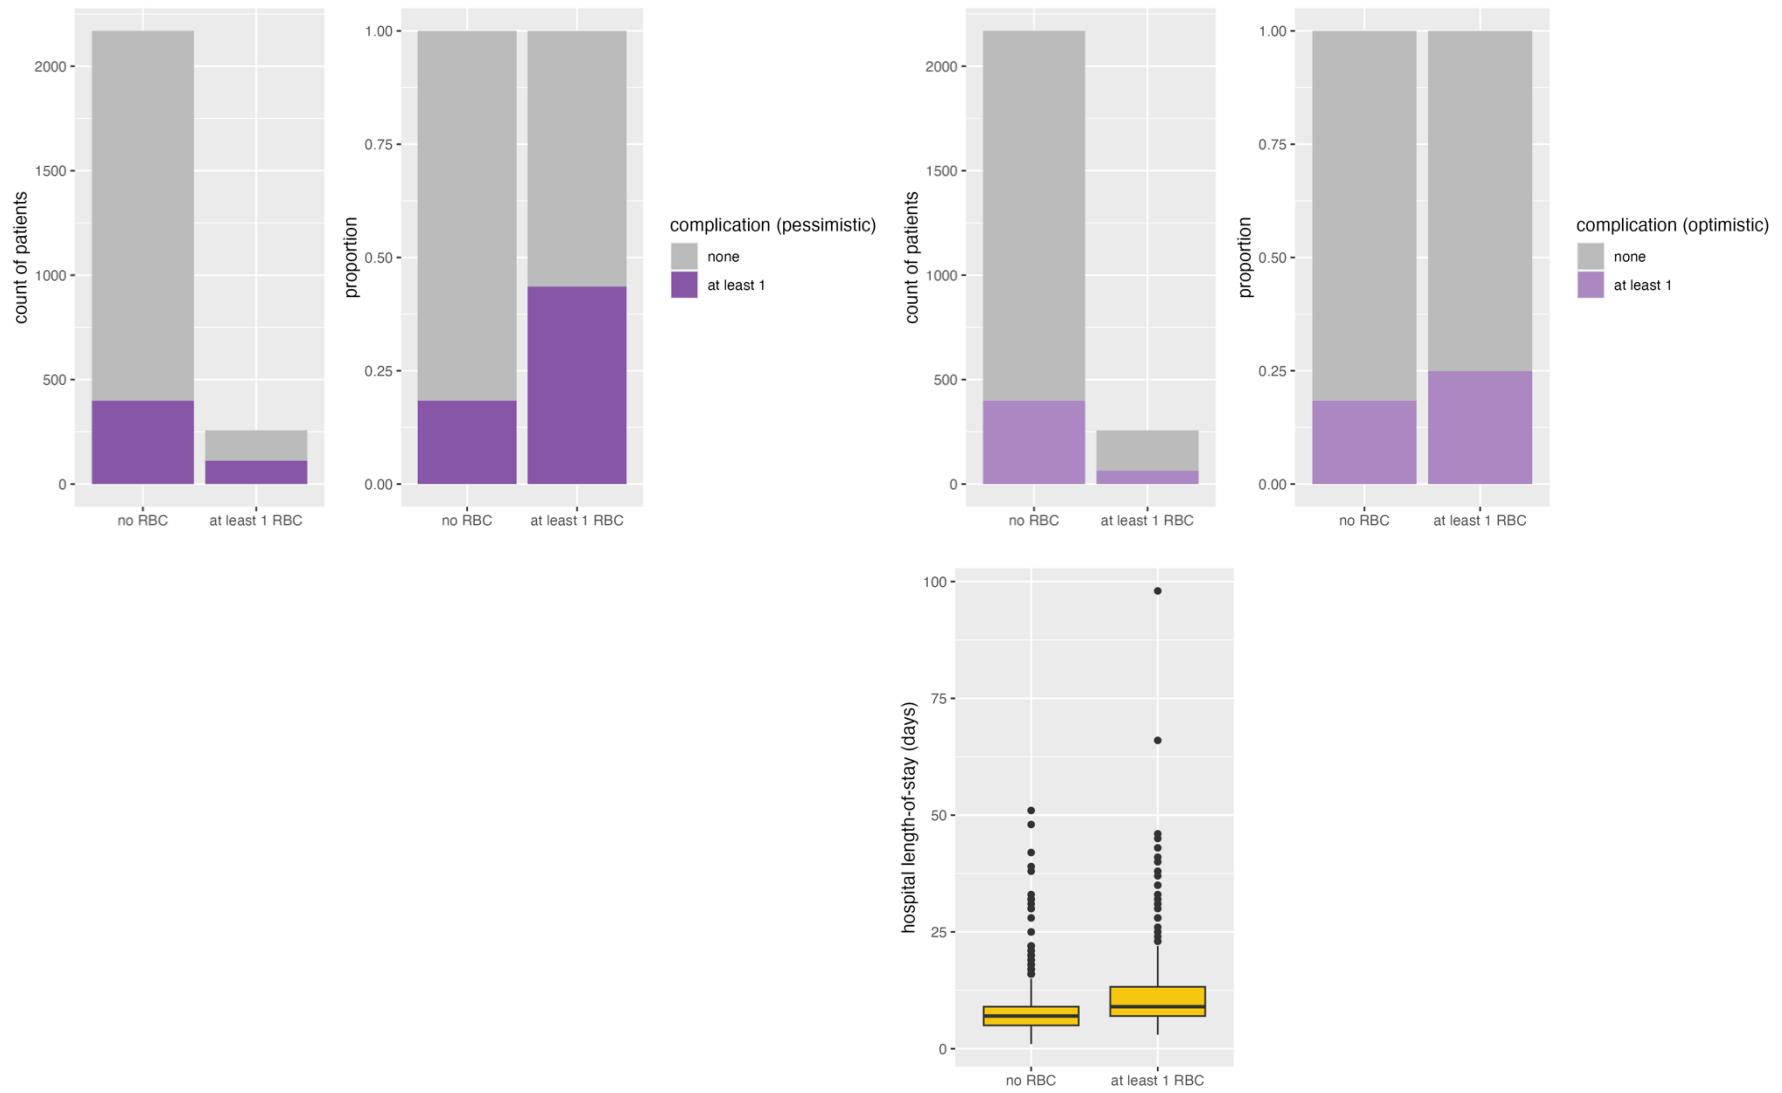 count of patients
2000
1500
1000
500
0
no RBC
at least 1 RBC
proportion
1.00
0.75
0.50
0.25
0.00
no RBC
at least 1 RBC
complication (pessimistic)
none
at least 1
count of patients
2000
1500
1000
500
0
no RBC
at least 1 RBC
proportion
1.00
0.75
0.50
0.25
0.00
no RBC
at least 1 RBC
complication (optimistic)
none
at least 1
hospital length-of-stay (days)
100
75
50
25
0
no RBC
at least 1 RBC